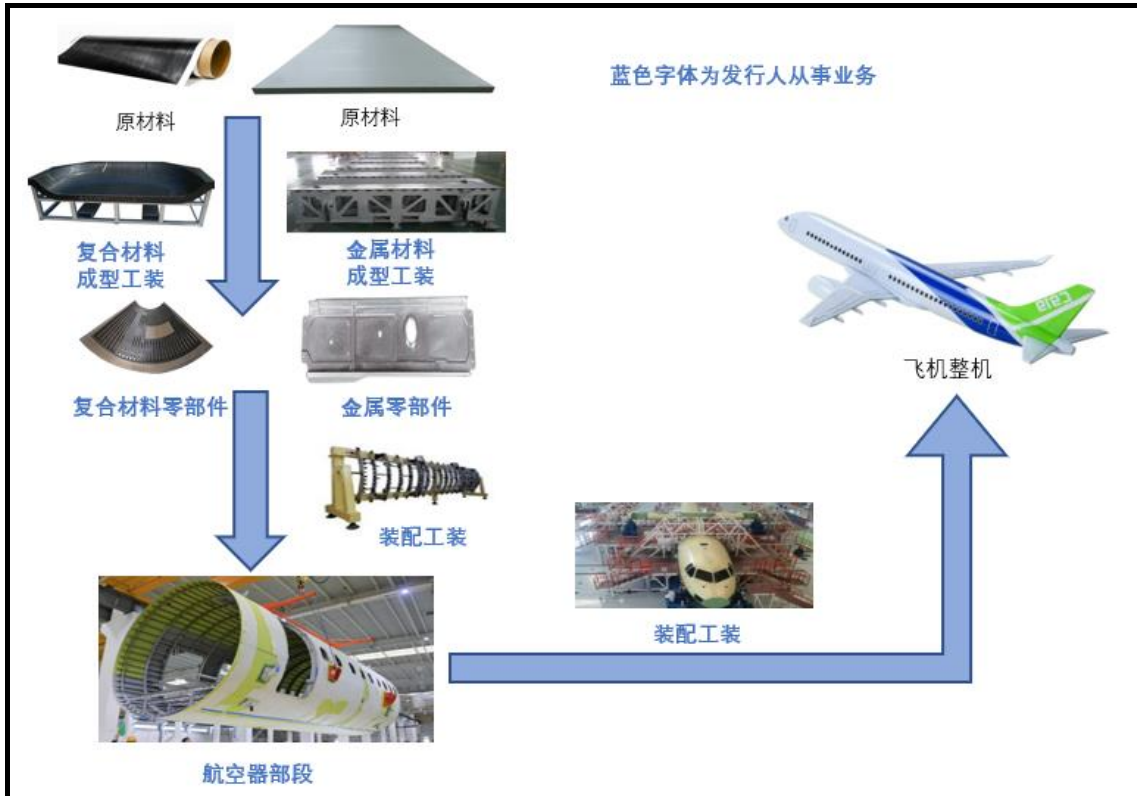 蓝色字体为发行人从事业务
原材料
原材料
复合材料
成型工装
金属材料
成型工装
复合材料零部件
金属零部件
装配工装
航空器部段
装配工装
飞机整机